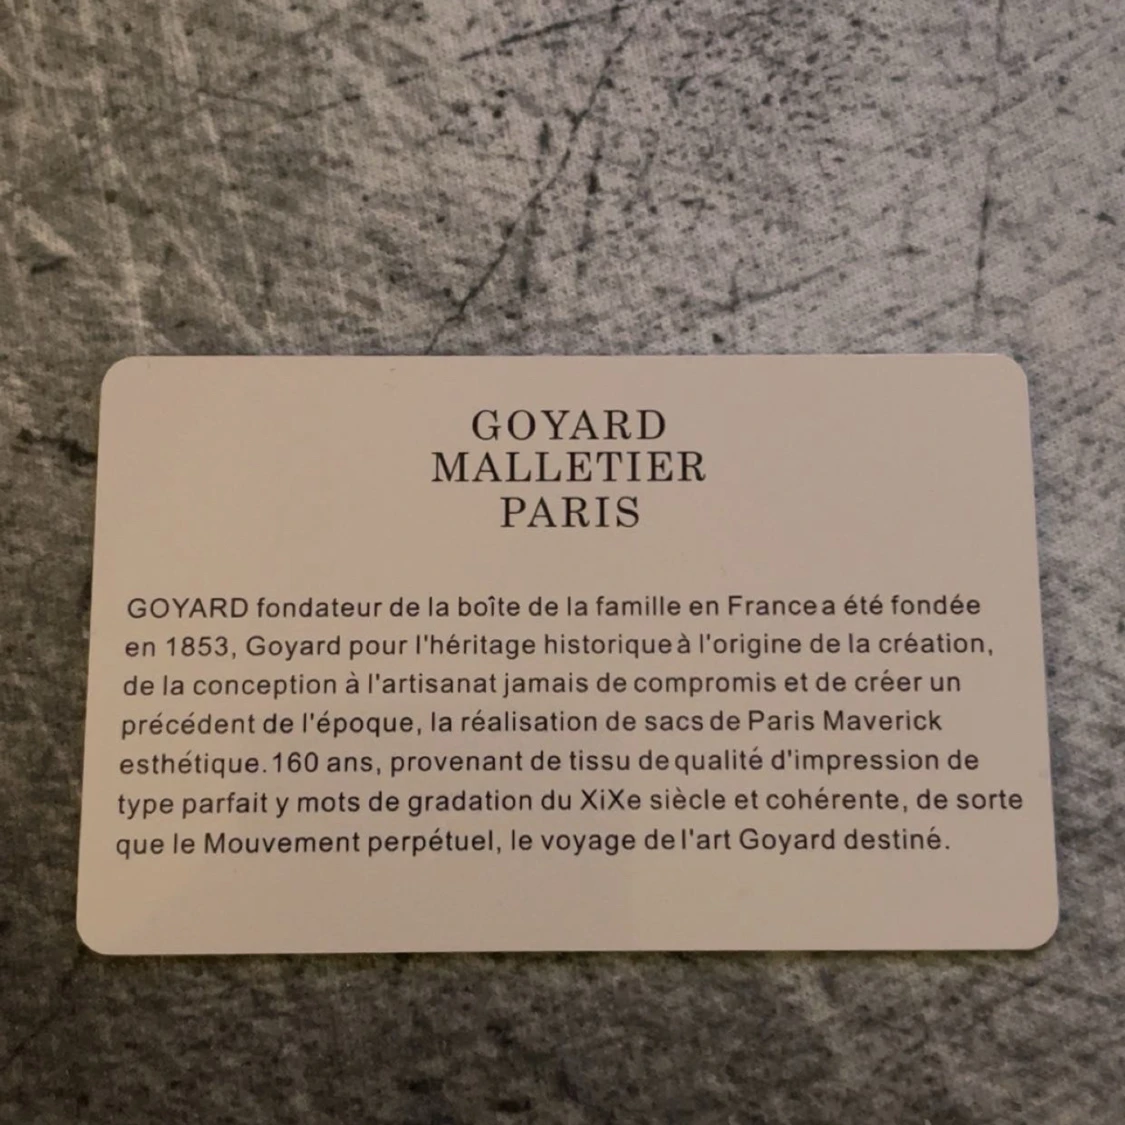 GOYARD
MALLETIER
PARIS
GOYARD fondateur de la boîte de la famille en France a été fondée
en 1853, Goyard pour l'héritage historique à l'origine de la création,
de la conception à l'artisanat jamais de compromis et de créer un
précédent de l'époque, la réalisation de sacs de Paris Maverick
esthétique.160 ans, provenant de tissu de qualité d'impression de
type parfait y mots de gradation du XiXe siècle et cohérente, de sorte
que le Mouvement perpétuel, le voyage de l'art Goyard destiné.